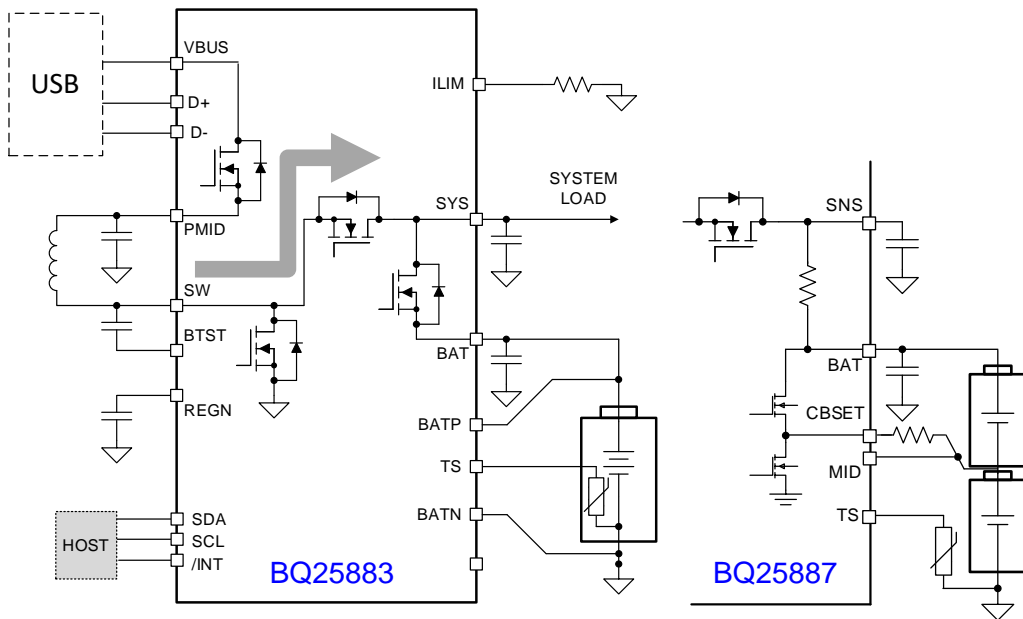 VBUS
USB
D+
D-
ILIM
SYSTEM
LOAD
SYS
SNS
PMID
SW
BTST
BAT
BAT
REGN
CBSET
BATP
MID
TS
TS
BATN
SDA
HOST
SCL
/INT
BQ25883
BQ25887